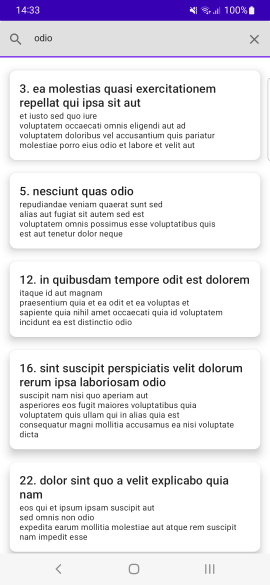 14:33
100%
odio
3. ea molestias quasi exercitationem
repellat qui ipsa sit aut
et iusto sed quo iure
voluptatem occaecati omnis eligendi aut ad
voluptatem doloribus vel accusantium quis pariatur
molestiae porro eius odio et labore et velit aut
5. nesciunt quas odio
repudiandae veniam quaerat sunt sed
alias aut fugiat sit autem sed est
voluptatem omnis possimus esse voluptatibus quis
est aut tenetur dolor neque
12. in quibusdam tempore odit est dolorem
itaque id aut magnam
praesentium quia et ea odit et ea voluptas et
sapiente quia nihil amet occaecati quia id voluptatem
incidunt ea est distinctio odio
16. sint suscipit perspiciatis velit dolorum
rerum ipsa laboriosam odio
suscipit nam nisi quo aperiam aut
asperiores eos fugit maiores voluptatibus quia
voluptatem quis ullam qui in alias quia est
consequatur magni mollitia accusamus ea nisi voluptate
dicta
22. dolor sint quo a velit explicabo quia
nam
eos qui et ipsum ipsam suscipit aut
sed omnis non odio
expedita earum mollitia molestiae aut atque rem suscipit
nam impedit esse